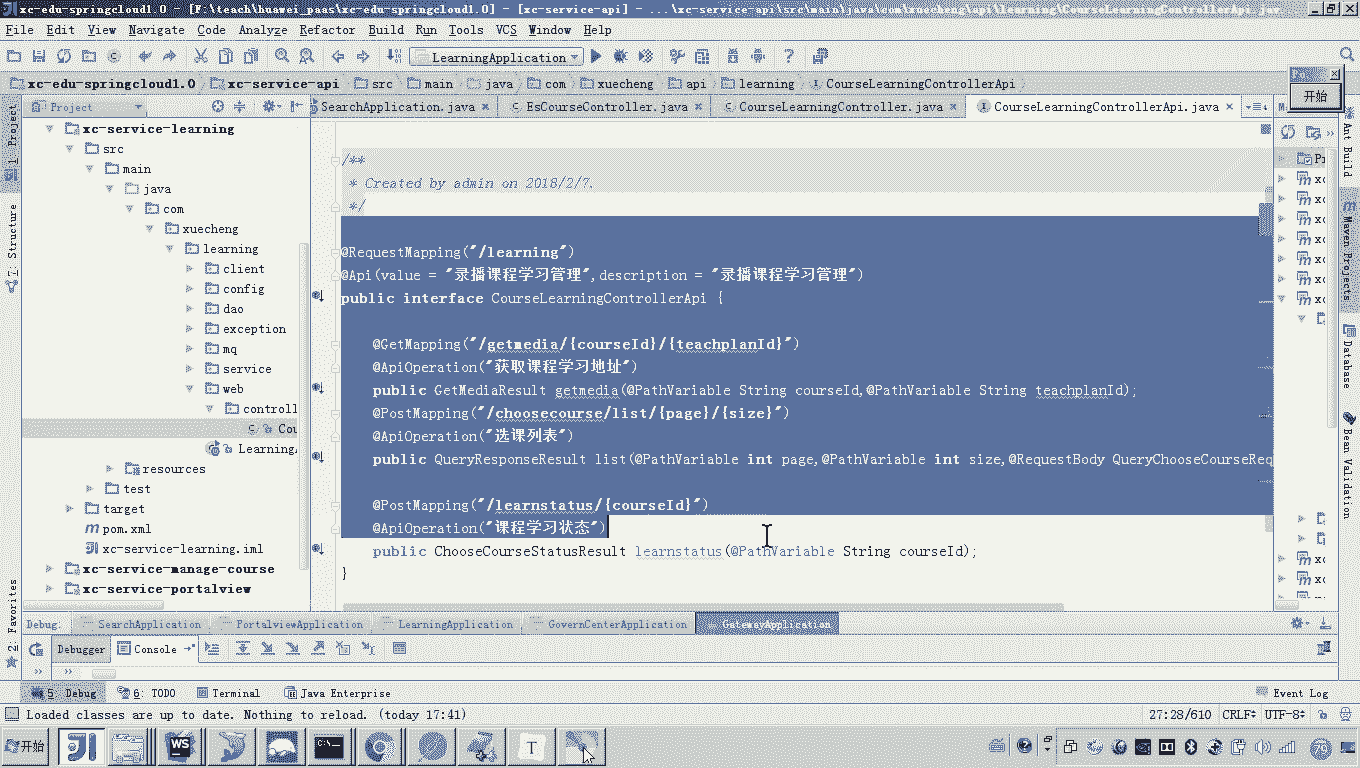 xc-edu-springcloud1.0 - [F:\teach\huawei_paas\xc-edu-springcloud1.0] - [xc-service-api] - ...\xc-service-api\src\main\java\com\xuecheng\api\learning\CourseLearningControllerApi.java
File Edit View Navigate Code Analyze Refactor Build Run Tools VCS Window Help
LearningApplication
xc-edu-springcloud1.0 xc-service-api src main java com xuecheng api learning CourseLearningControllerApi
开始
Project
SearchApplication.java EsCourseController.java CourseLearningController.java CourseLearningControllerApi.java
1: Project
7: Structure
2: Favorites
xc-service-learning
src
main
java
com
xuecheng
learning
client
config
dao
exception
mq
service
web
controll
Cou
LearningA
resources
test
target
pom.xml
xc-service-learning.iml
xc-service-manage-course
xc-service-portalview
/**
* Created by admin on 2018/2/7.
*/
@RequestMapping("/learning")
@Api(value = "录播课程学习管理",description = "录播课程学习管理")
public interface CourseLearningControllerApi {
@GetMapping("/getmedia/{courseId}/{teachplanId}")
@ApiOperation("获取课程学习地址")
public GetMediaResult getmedia(@PathVariable String courseId,@PathVariable String teachplanId);
@PostMapping("/choosecourse/list/{page}/{size}")
@ApiOperation("选课列表")
public QueryResponseResult list(@PathVariable int page,@PathVariable int size,@RequestBody QueryChooseCourseReq
@PostMapping("/learnstatus/{courseId}")
@ApiOperation("课程学习状态")
public ChooseCourseStatusResult learnstatus(@PathVariable String courseId);
}
Ant Build
Maven Projects
Database
Bean Validation
Debug: SearchApplication PortalviewApplication LearningApplication GovernCenterApplication GatewayApplication
Debugger Console
5: Debug 6: TODO Terminal Java Enterprise Event Log
Loaded classes are up to date. Nothing to reload. (today 17:41) 27:28/610 CRLF UTF-8
开始
70